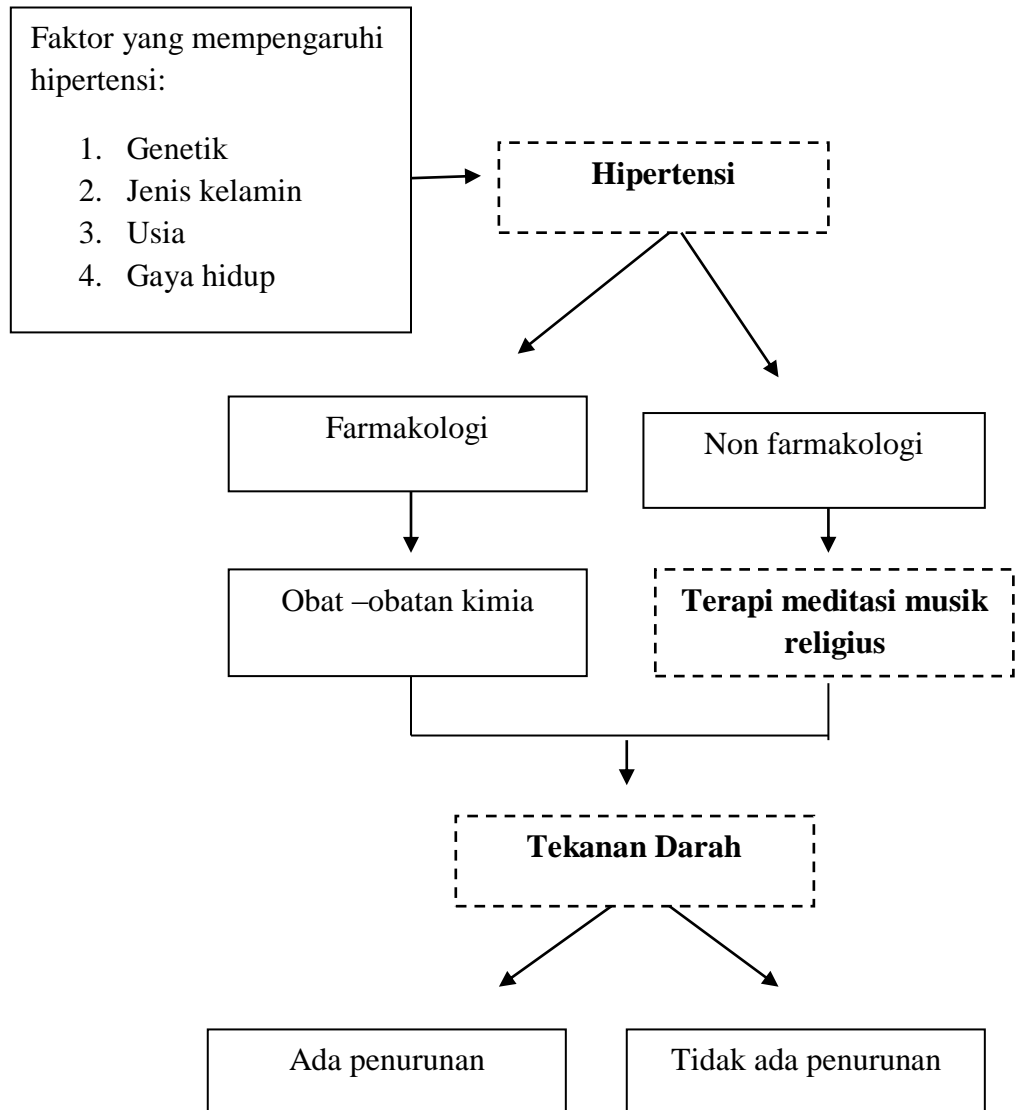 Faktor yang mempengaruhi
hipertensi:
1. Genetik
2. Jenis kelamin
3. Usia
4. Gaya hidup
Hipertensi
Farmakologi
Non farmakologi
Obat –obatan kimia
Terapi meditasi musik
religius
Tekanan Darah
Ada penurunan
Tidak ada penurunan